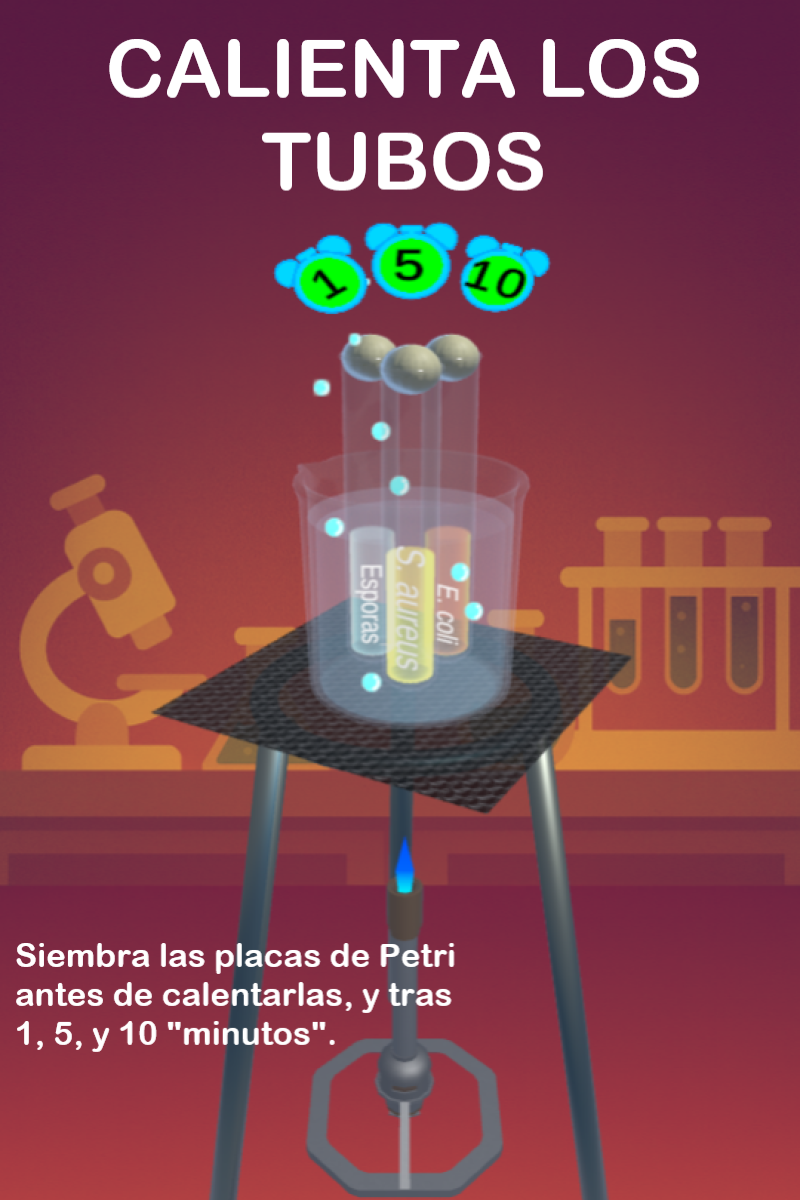 CALIENTA LOS
TUBOS
1 5 10
Esporas
S. aureus
E. coli
Siembra las placas de Petri
antes de calentarlas, y tras
1, 5, y 10 "minutos".